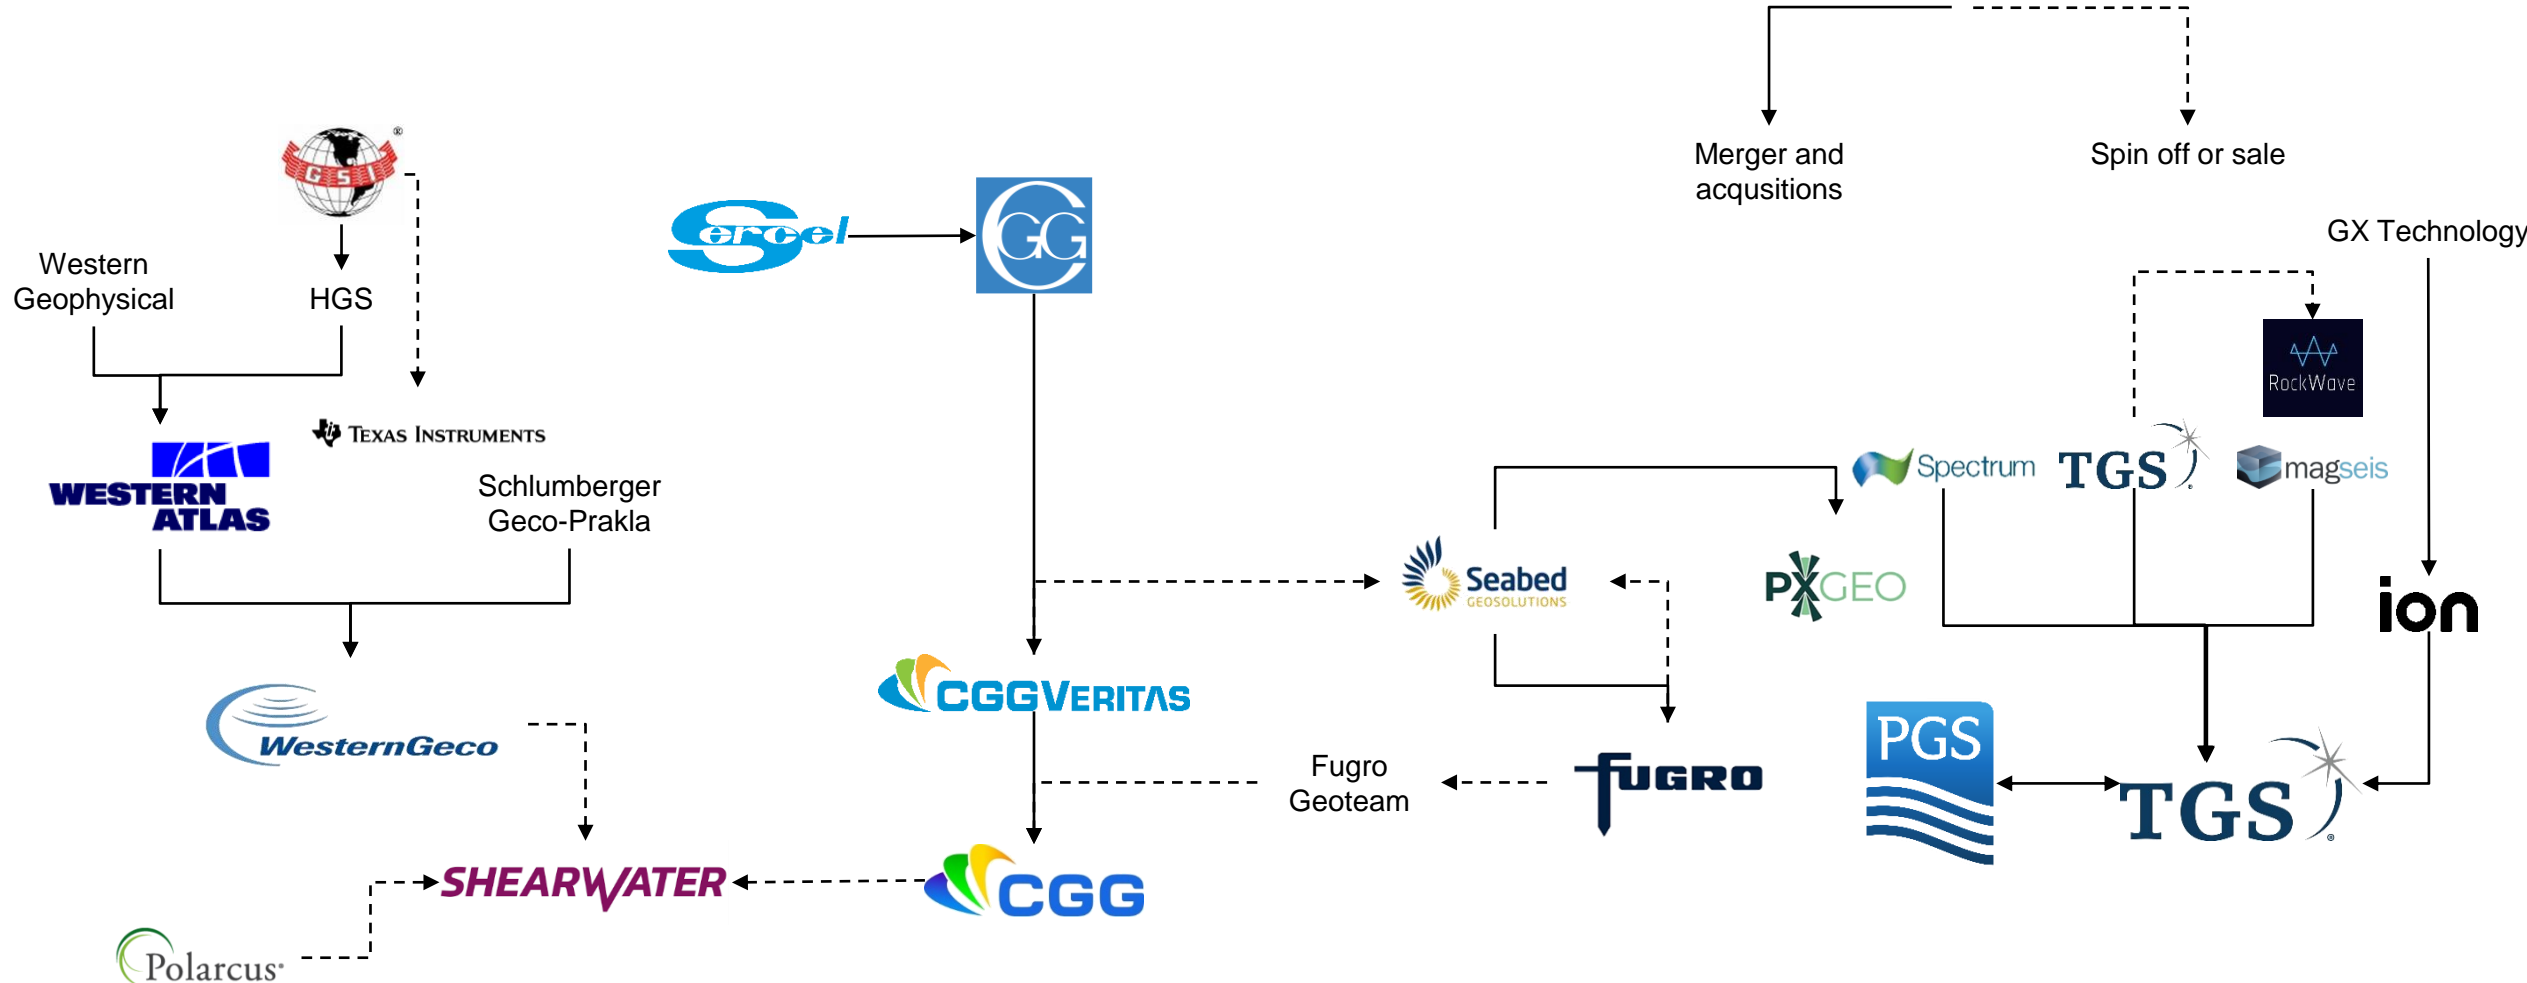 Merger and
acqusitions
Spin off or sale
GSI
®
Sercel
CGG
GX Technology
Western
Geophysical
HGS
RockWave
TEXAS INSTRUMENTS
WESTERN
ATLAS
Schlumberger
Geco-Prakla
Spectrum
TGS
magseis
Seabed
GEOSOLUTIONS
PXGEO
ion
CGGVERITAS
WesternGeco
PGS
Fugro
Geoteam
FUGRO
TGS
®
SHEARWATER
CGG
Polarcus